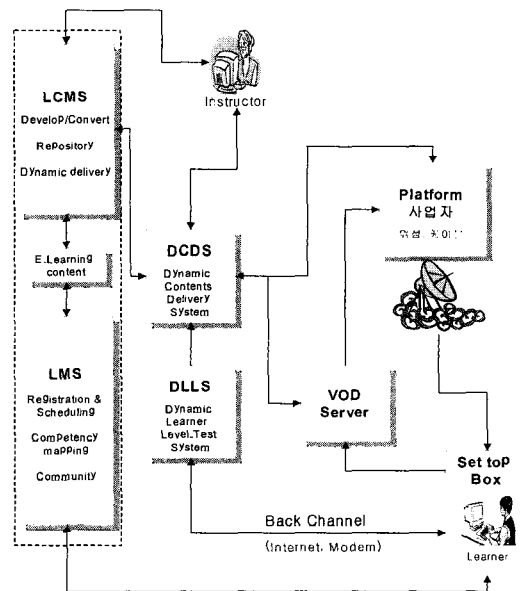 LCMS
Develop/Convert
Repository
Dynamic delivery
E.Learning
content
LMS
Registration &
Scheduling
Competency
mapping
Community
Instructor
DCDS
Dynamic
Contents
Delivery
System
DLLS
Dynamic
Learner
Level-Test
System
Platform
사업자
VOD
Server
Set top
Box
Learner
Back Channel
(Internet, Modem)